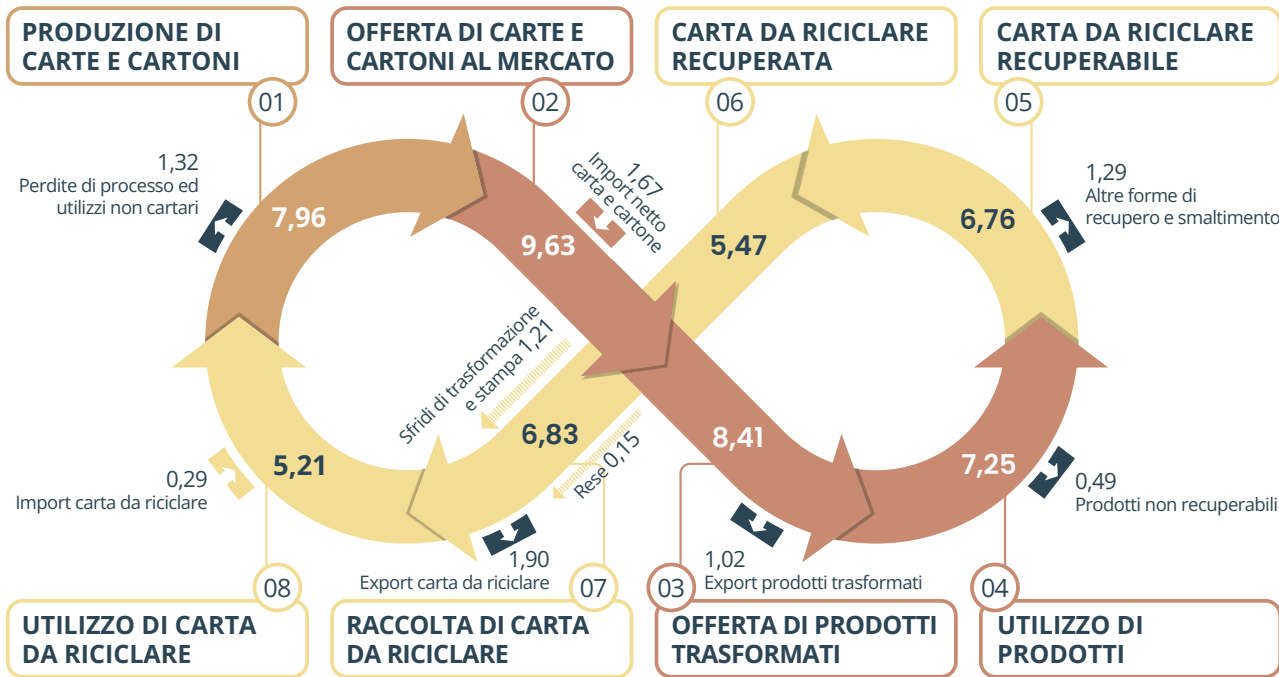 PRODUZIONE DI
CARTE E CARTONI
01
OFFERTA DI CARTE E
CARTONI AL MERCATO
02
CARTA DA RICICLARE
RECUPERATA
06
CARTA DA RICICLARE
RECUPERABILE
05
1,32
Perdite di processo ed
utilizzi non cartari
7,96
9,63
1,67
Import netto
carta e cartone
5,47
6,76
1,29
Altre forme di
recupero e smaltimento
Sfridi di trasformazione
e stampa 1,21
6,83
Rese 0,15
8,41
7,25
5,21
0,29
Import carta da riciclare
0,49
Prodotti non recuperabili
1,90
Export carta da riciclare
1,02
Export prodotti trasformati
08
UTILIZZO DI CARTA
DA RICICLARE
07
RACCOLTA DI CARTA
DA RICICLARE
03
OFFERTA DI PRODOTTI
TRASFORMATI
04
UTILIZZO DI
PRODOTTI